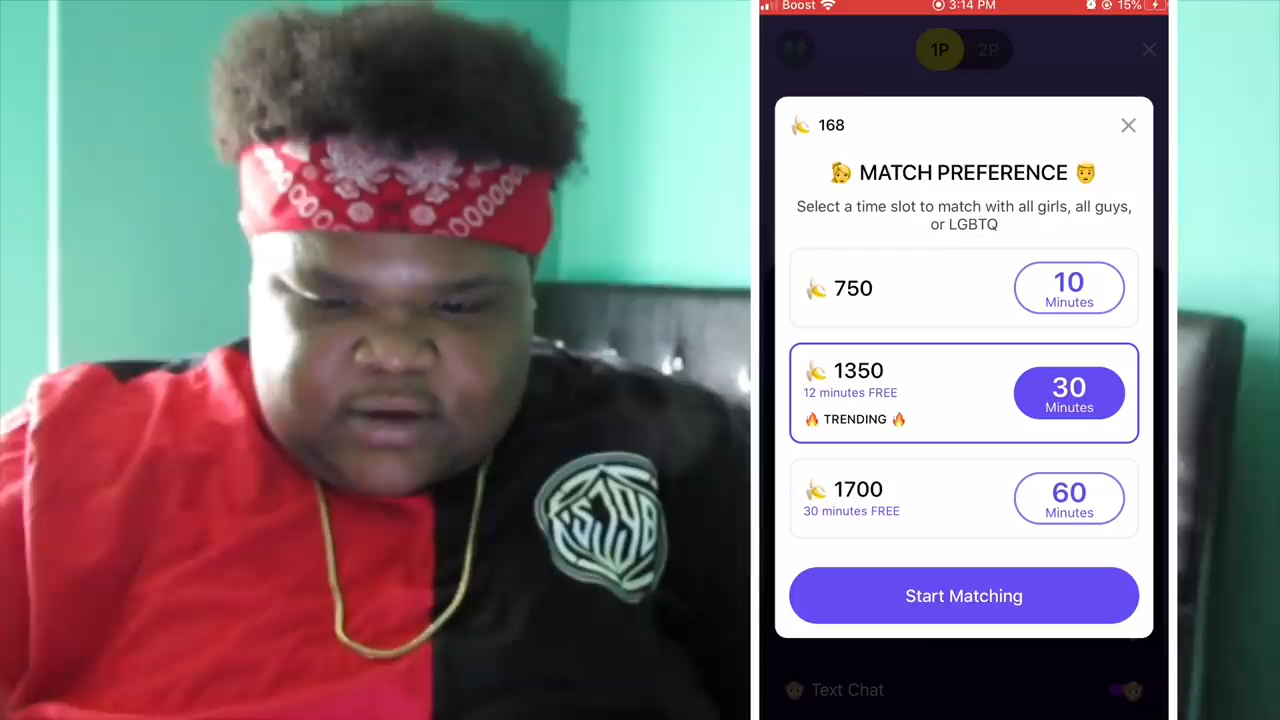 Boost 3:14 PM 15%
1P 2P
168
MATCH PREFERENCE
Select a time slot to match with all girls, all guys,
or LGBTQ
750
10
Minutes
1350
12 minutes FREE
TRENDING
30
Minutes
1700
30 minutes FREE
60
Minutes
Start Matching
Text Chat